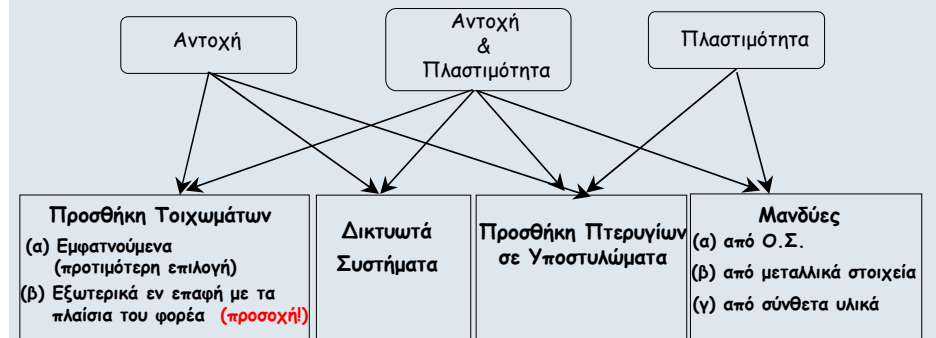 Αντοχή
Αντοχή
&
Πλαστιμότητα
Πλαστιμότητα
Προσθήκη Τοιχωμάτων
(α) Εμφατνούμενα
(προτιμότερη επιλογή)
(β) Εξωτερικά εν επαφή με τα
πλαίσια του φορέα (προσοχή!)
Δικτυωτά
Συστήματα
Προσθήκη Πτερυγίων
σε Υποστυλώματα
Μανδύες
(α) από Ο.Σ.
(β) από μεταλλικά στοιχεία
(γ) από σύνθετα υλικά